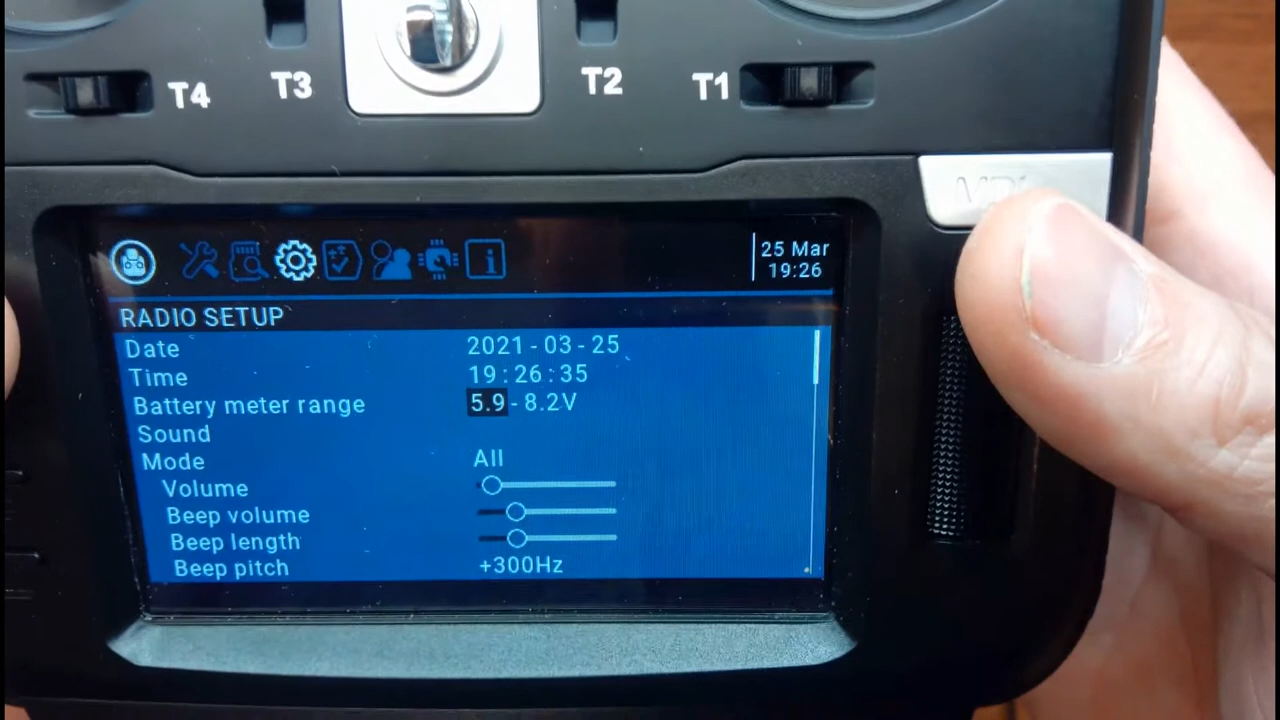 T4 T3 T2 T1
25 Mar
19:26
RADIO SETUP
Date 2021-03-25
Time 19:26:35
Battery meter range 5.9-8.2V
Sound
Mode All
Volume
Beep volume
Beep length
Beep pitch +300Hz